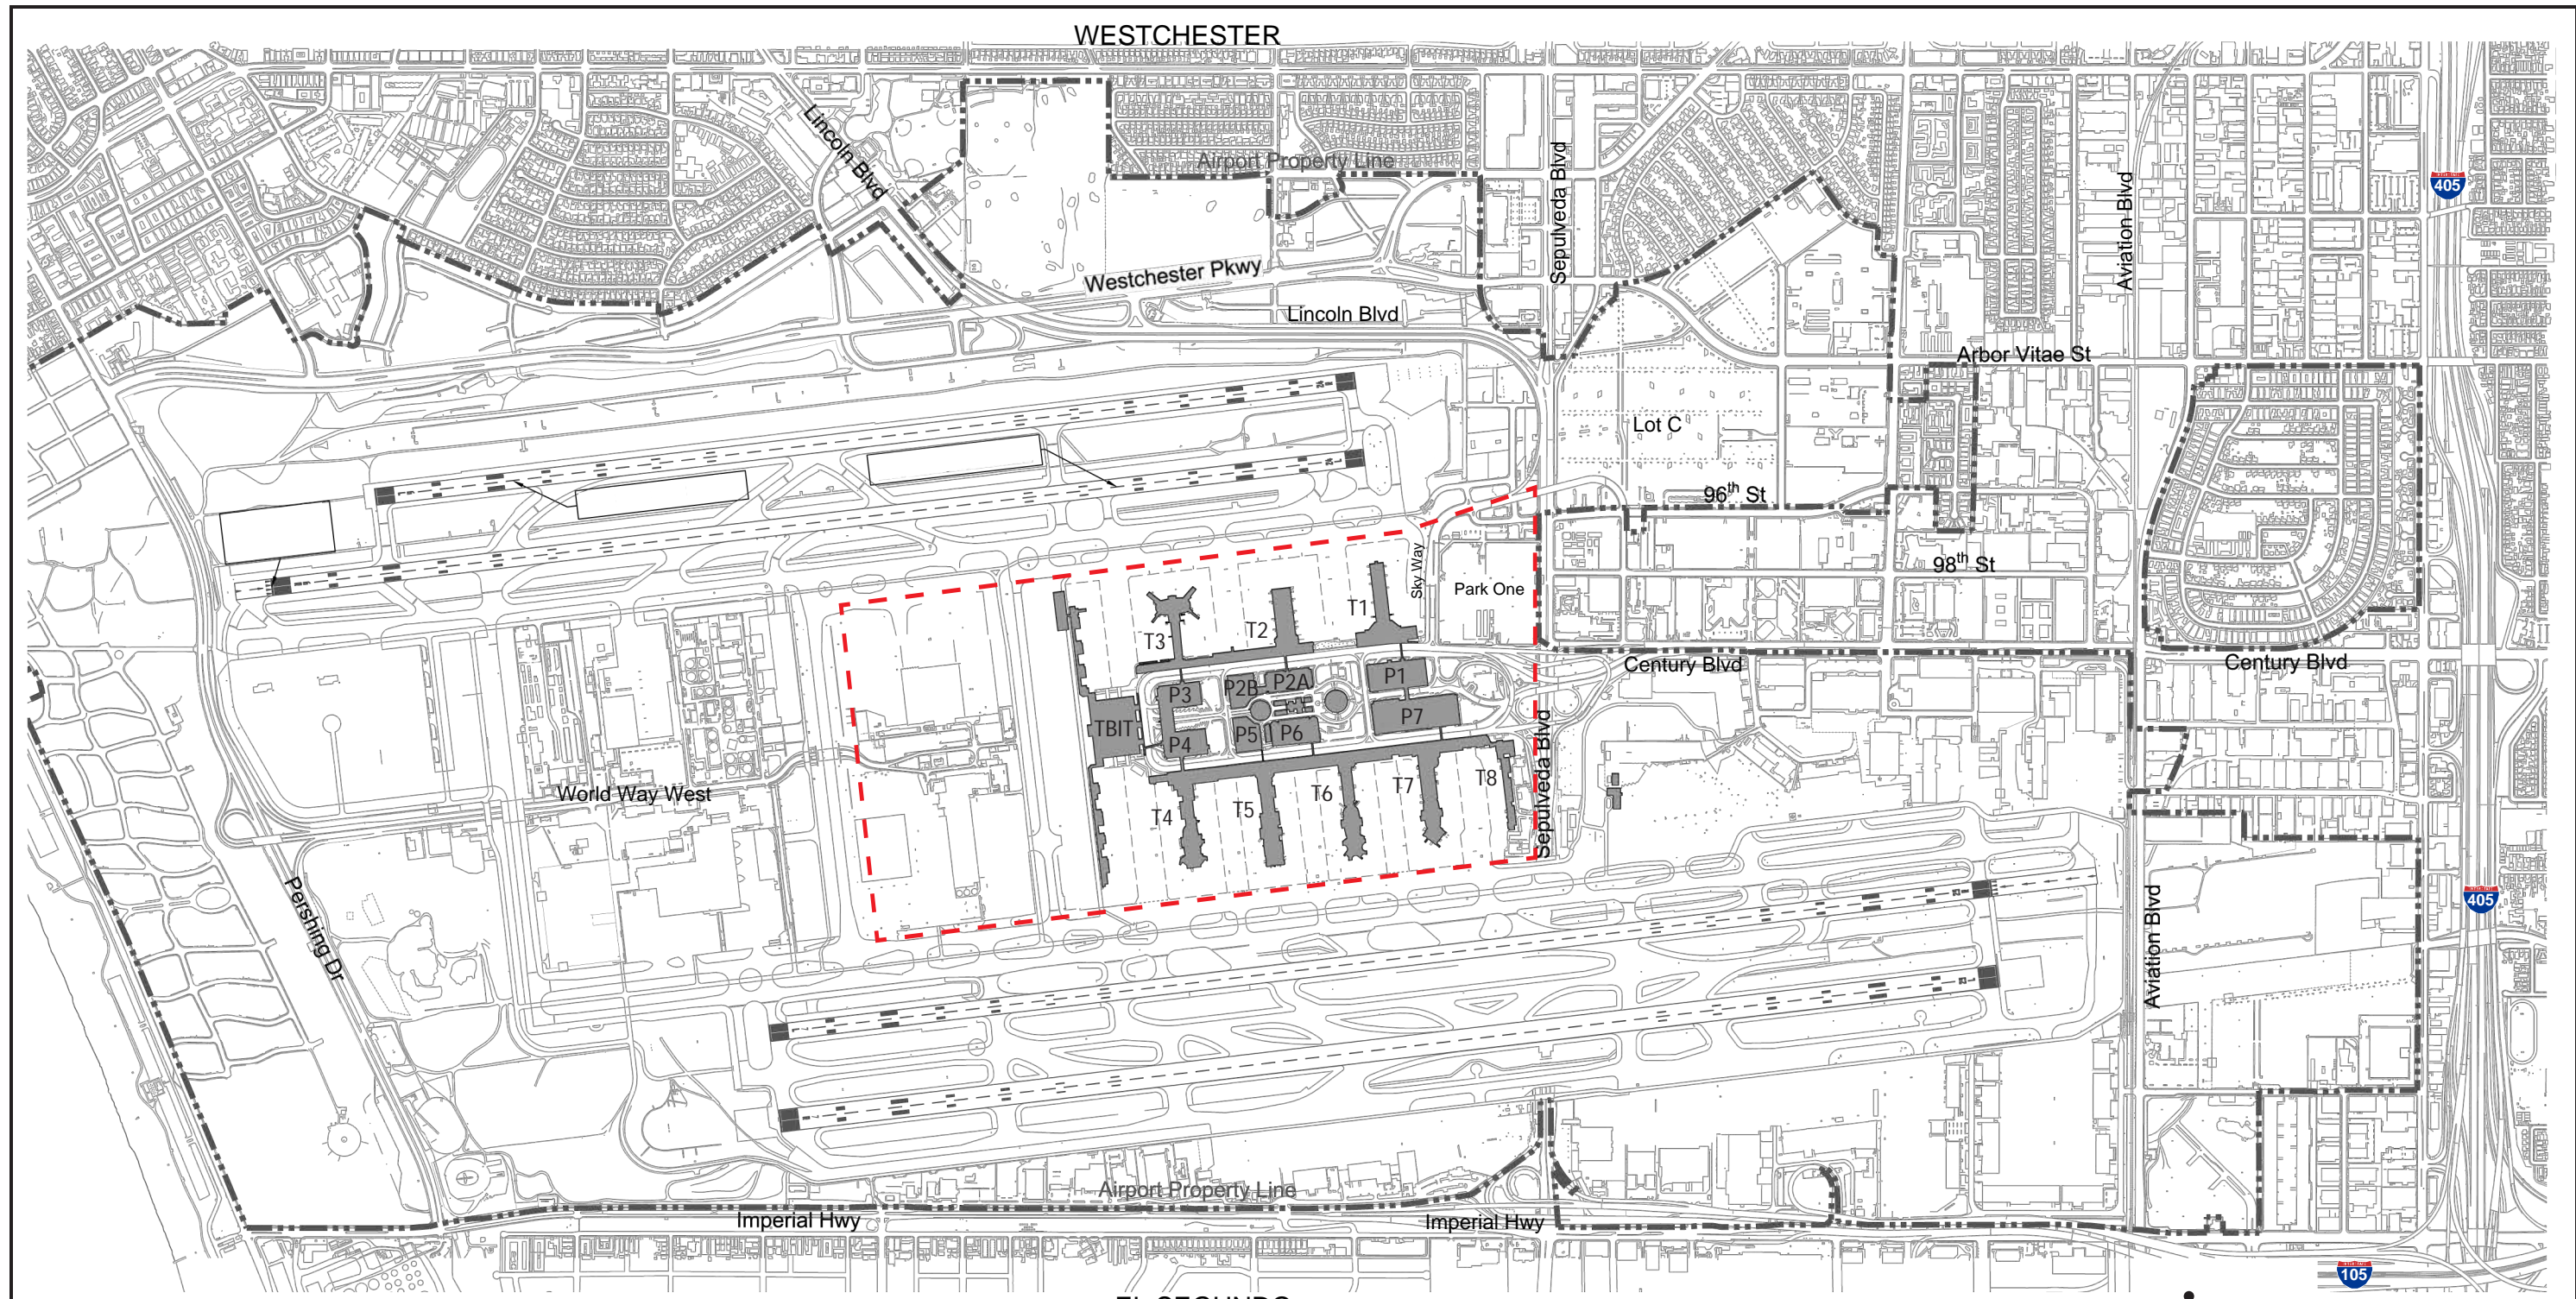 WESTCHESTER
Lincoln Blvd
Airport Property Line
Sepulveda Blvd
Aviation Blvd
405
Westchester Pkwy
Lincoln Blvd
Arbor Vitae St
Lot C
96th St
98th St
Sky Way
Park One
T1
T2
T3
Century Blvd
Century Blvd
P1
P2A
P2B
P3
P7
TBIT
P4
P5
P6
Sepulveda Blvd
World Way West
T4
T5
T6
T7
T8
Pershing Dr
Aviation Blvd
405
Airport Property Line
Imperial Hwy
Imperial Hwy
105
EL SEGUNDO